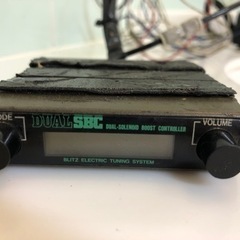 DUAL SBC DUAL-SOLENOID BOOST CONTROLLER
ODE
VOLUME
BLITZ ELECTRIC TUNING SYSTEM